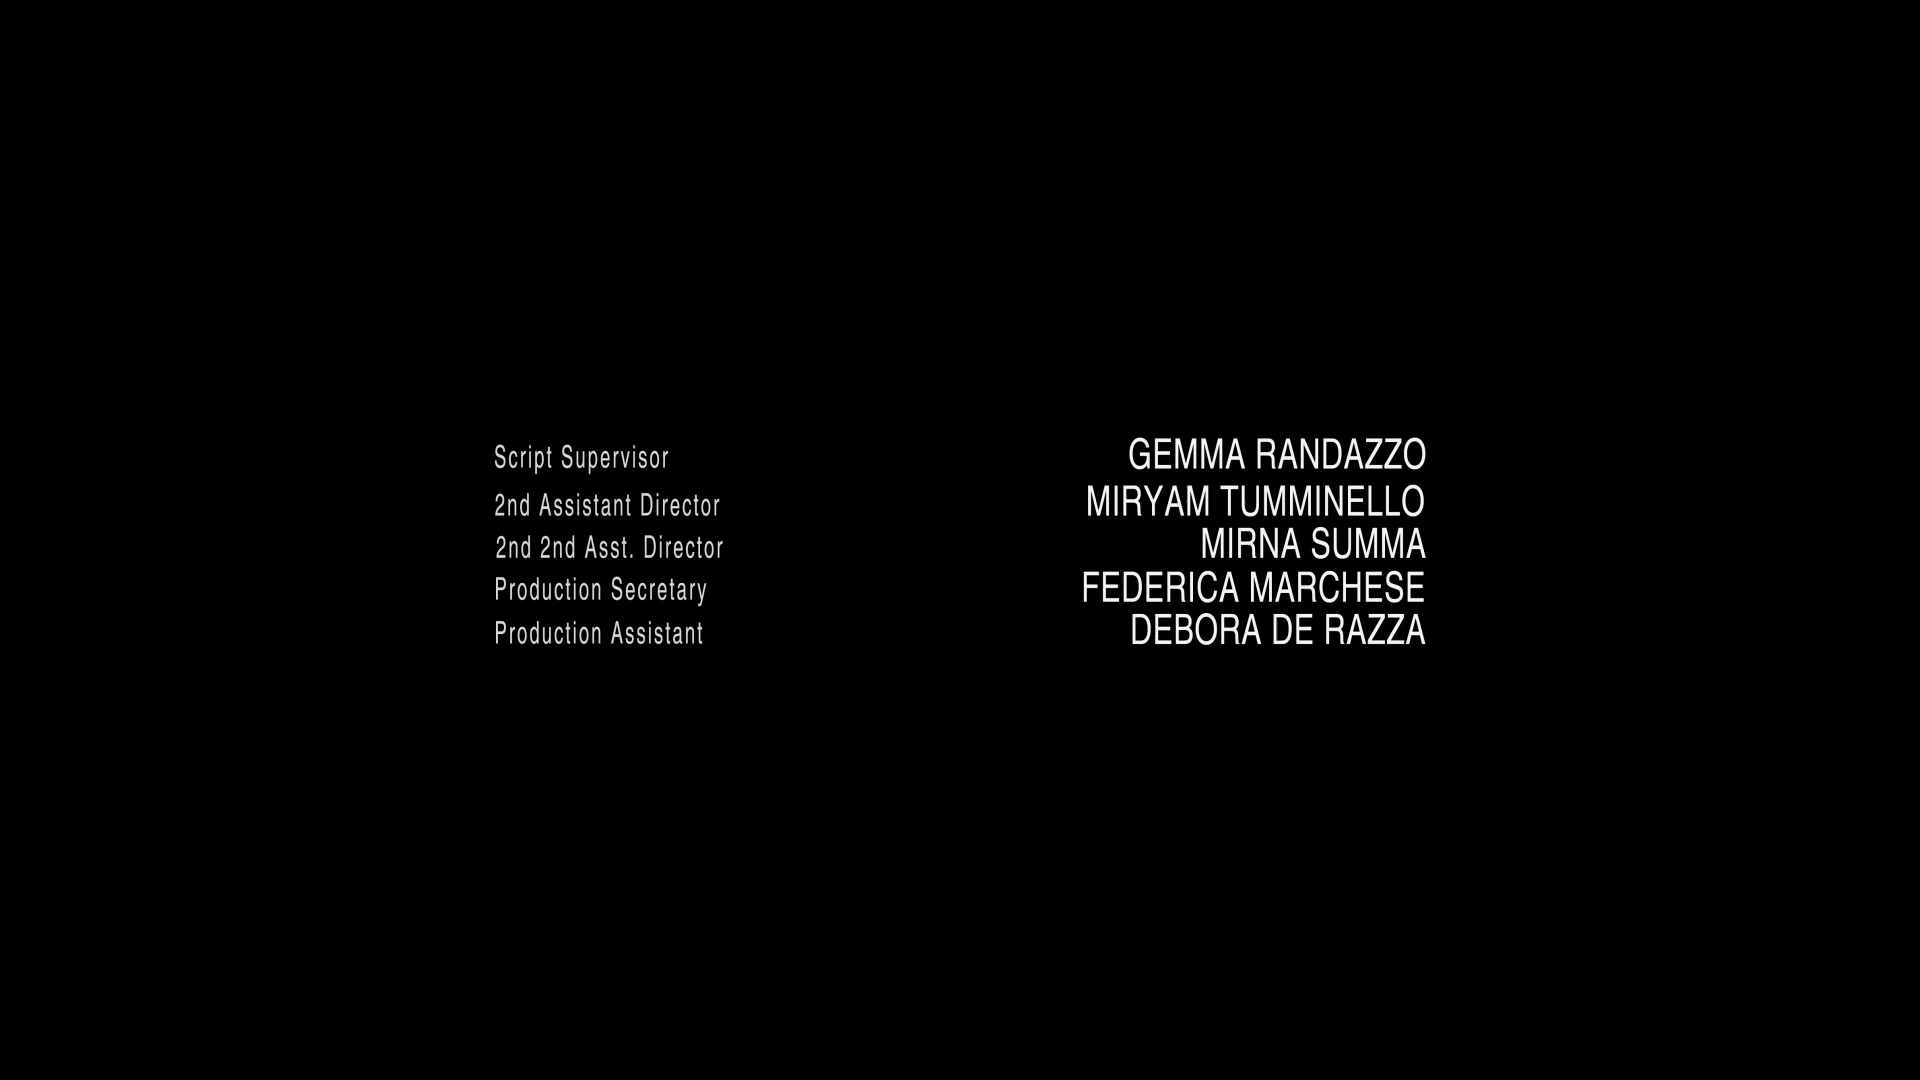 Script Supervisor GEMMA RANDAZZO
2nd Assistant Director MIRYAM TUMMINELLO
2nd 2nd Asst. Director MIRNA SUMMA
Production Secretary FEDERICA MARCHESE
Production Assistant DEBORA DE RAZZA